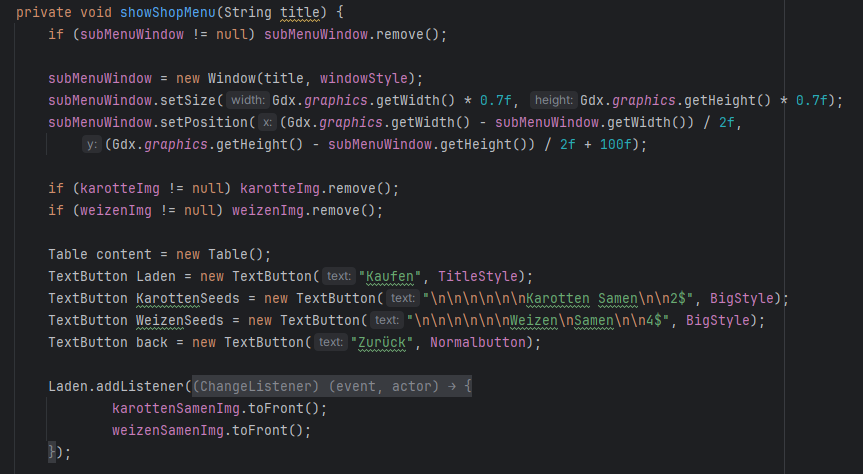 private void showShopMenu(String title) {
if (subMenuWindow != null) subMenuWindow.remove();
subMenuWindow = new Window(title, windowStyle);
subMenuWindow.setSize( width: Gdx.graphics.getWidth() * 0.7f, height: Gdx.graphics.getHeight() * 0.7f);
subMenuWindow.setPosition( x: (Gdx.graphics.getWidth() - subMenuWindow.getWidth()) / 2f,
y: (Gdx.graphics.getHeight() - subMenuWindow.getHeight()) / 2f + 100f);
if (karotteImg != null) karotteImg.remove();
if (weizenImg != null) weizenImg.remove();
Table content = new Table();
TextButton Laden = new TextButton( text: "Kaufen", TitleStyle);
TextButton KarottenSeeds = new TextButton( text: "\n\n\n\n\n\nKarotten Samen\n\n2$", BigStyle);
TextButton WeizenSeeds = new TextButton( text: "\n\n\n\n\n\nWeizen\nSamen\n\n4$", BigStyle);
TextButton back = new TextButton( text: "Zurück", Normalbutton);
Laden.addListener((ChangeListener) (event, actor) → {
karottenSamenImg.toFront();
weizenSamenImg.toFront();
});